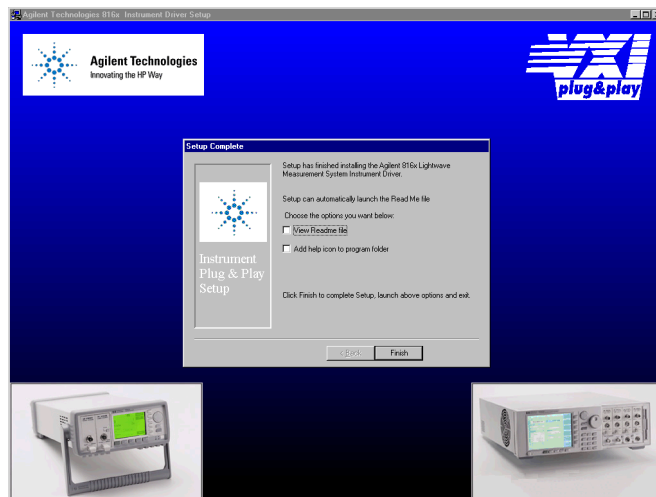 Agilent Technologies 816x Instrument Driver Setup
Agilent Technologies
Innovating the HP Way
VXI
plug&play
Setup Complete
Setup has finished installing the Agilent 816x Lightwave
Measurement System Instrument Driver.
Setup can automatically launch the Read Me file
Choose the options you want below:
View Readme file
Add help icon to program folder
Instrument
Plug & Play
Setup
Click Finish to complete Setup, launch above options and exit.
< Back
Finish